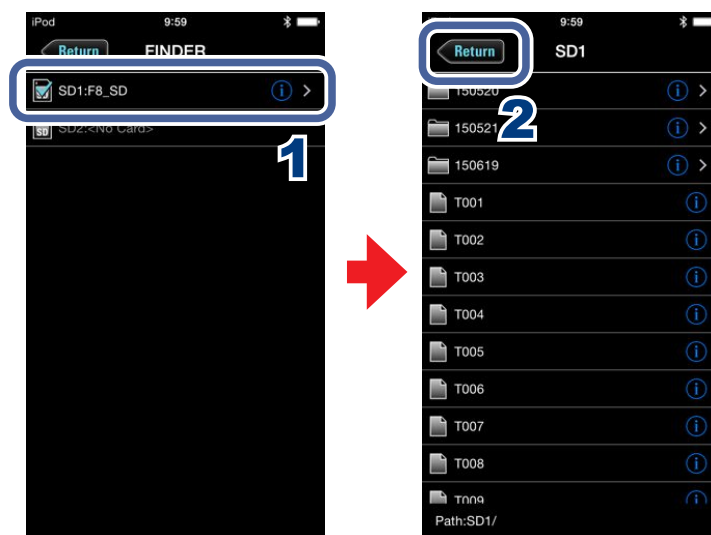 iPod 9:59
Return FINDER
SD1:F8_SD
SD2:<No Card>
1
9:59
Return SD1
150520
2
150521
150619
T001
T002
T003
T004
T005
T006
T007
T008
T009
Path:SD1/